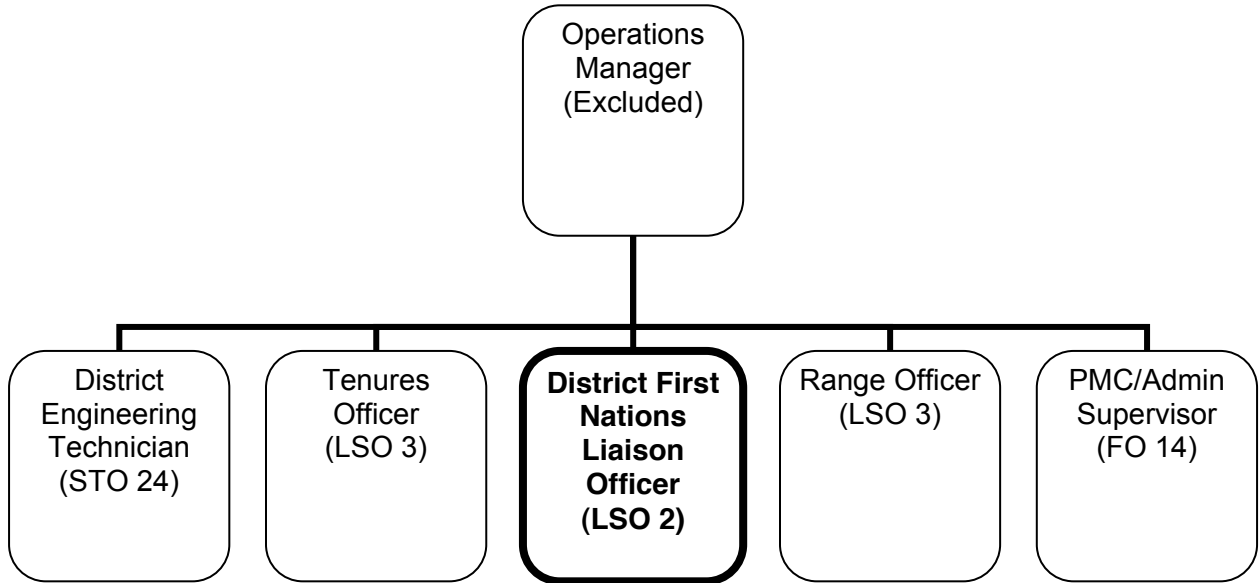 Operations
Manager
(Excluded)
District
Engineering
Technician
(STO 24)
Tenures
Officer
(LSO 3)
District First
Nations
Liaison
Officer
(LSO 2)
Range Officer
(LSO 3)
PMC/Admin
Supervisor
(FO 14)